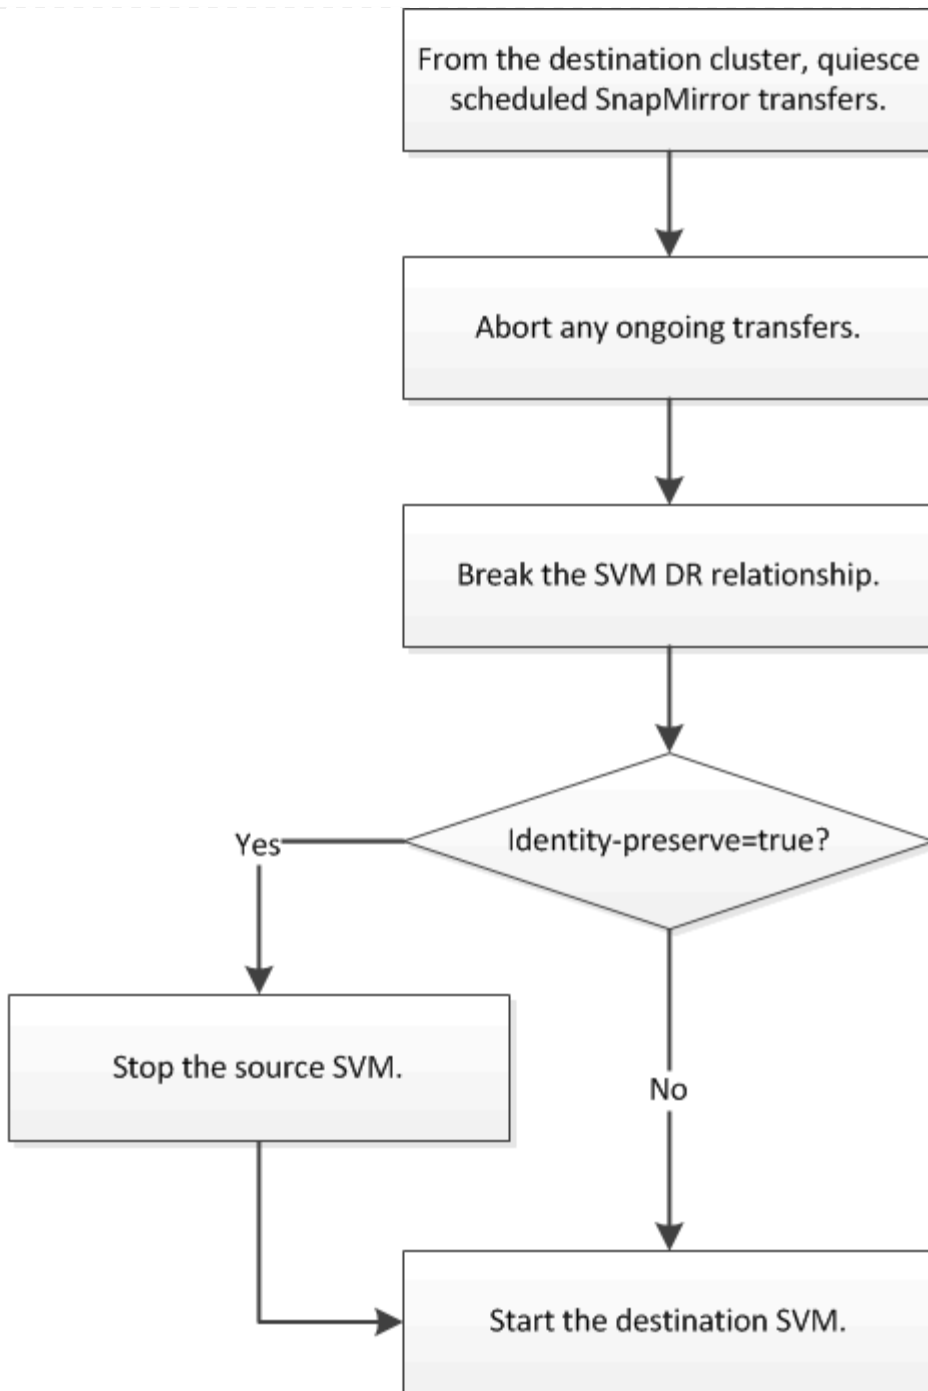 From the destination cluster, quiesce
scheduled SnapMirror transfers.
Abort any ongoing transfers.
Break the SVM DR relationship.
Identity-preserve=true?
Yes
Stop the source SVM.
No
Start the destination SVM.